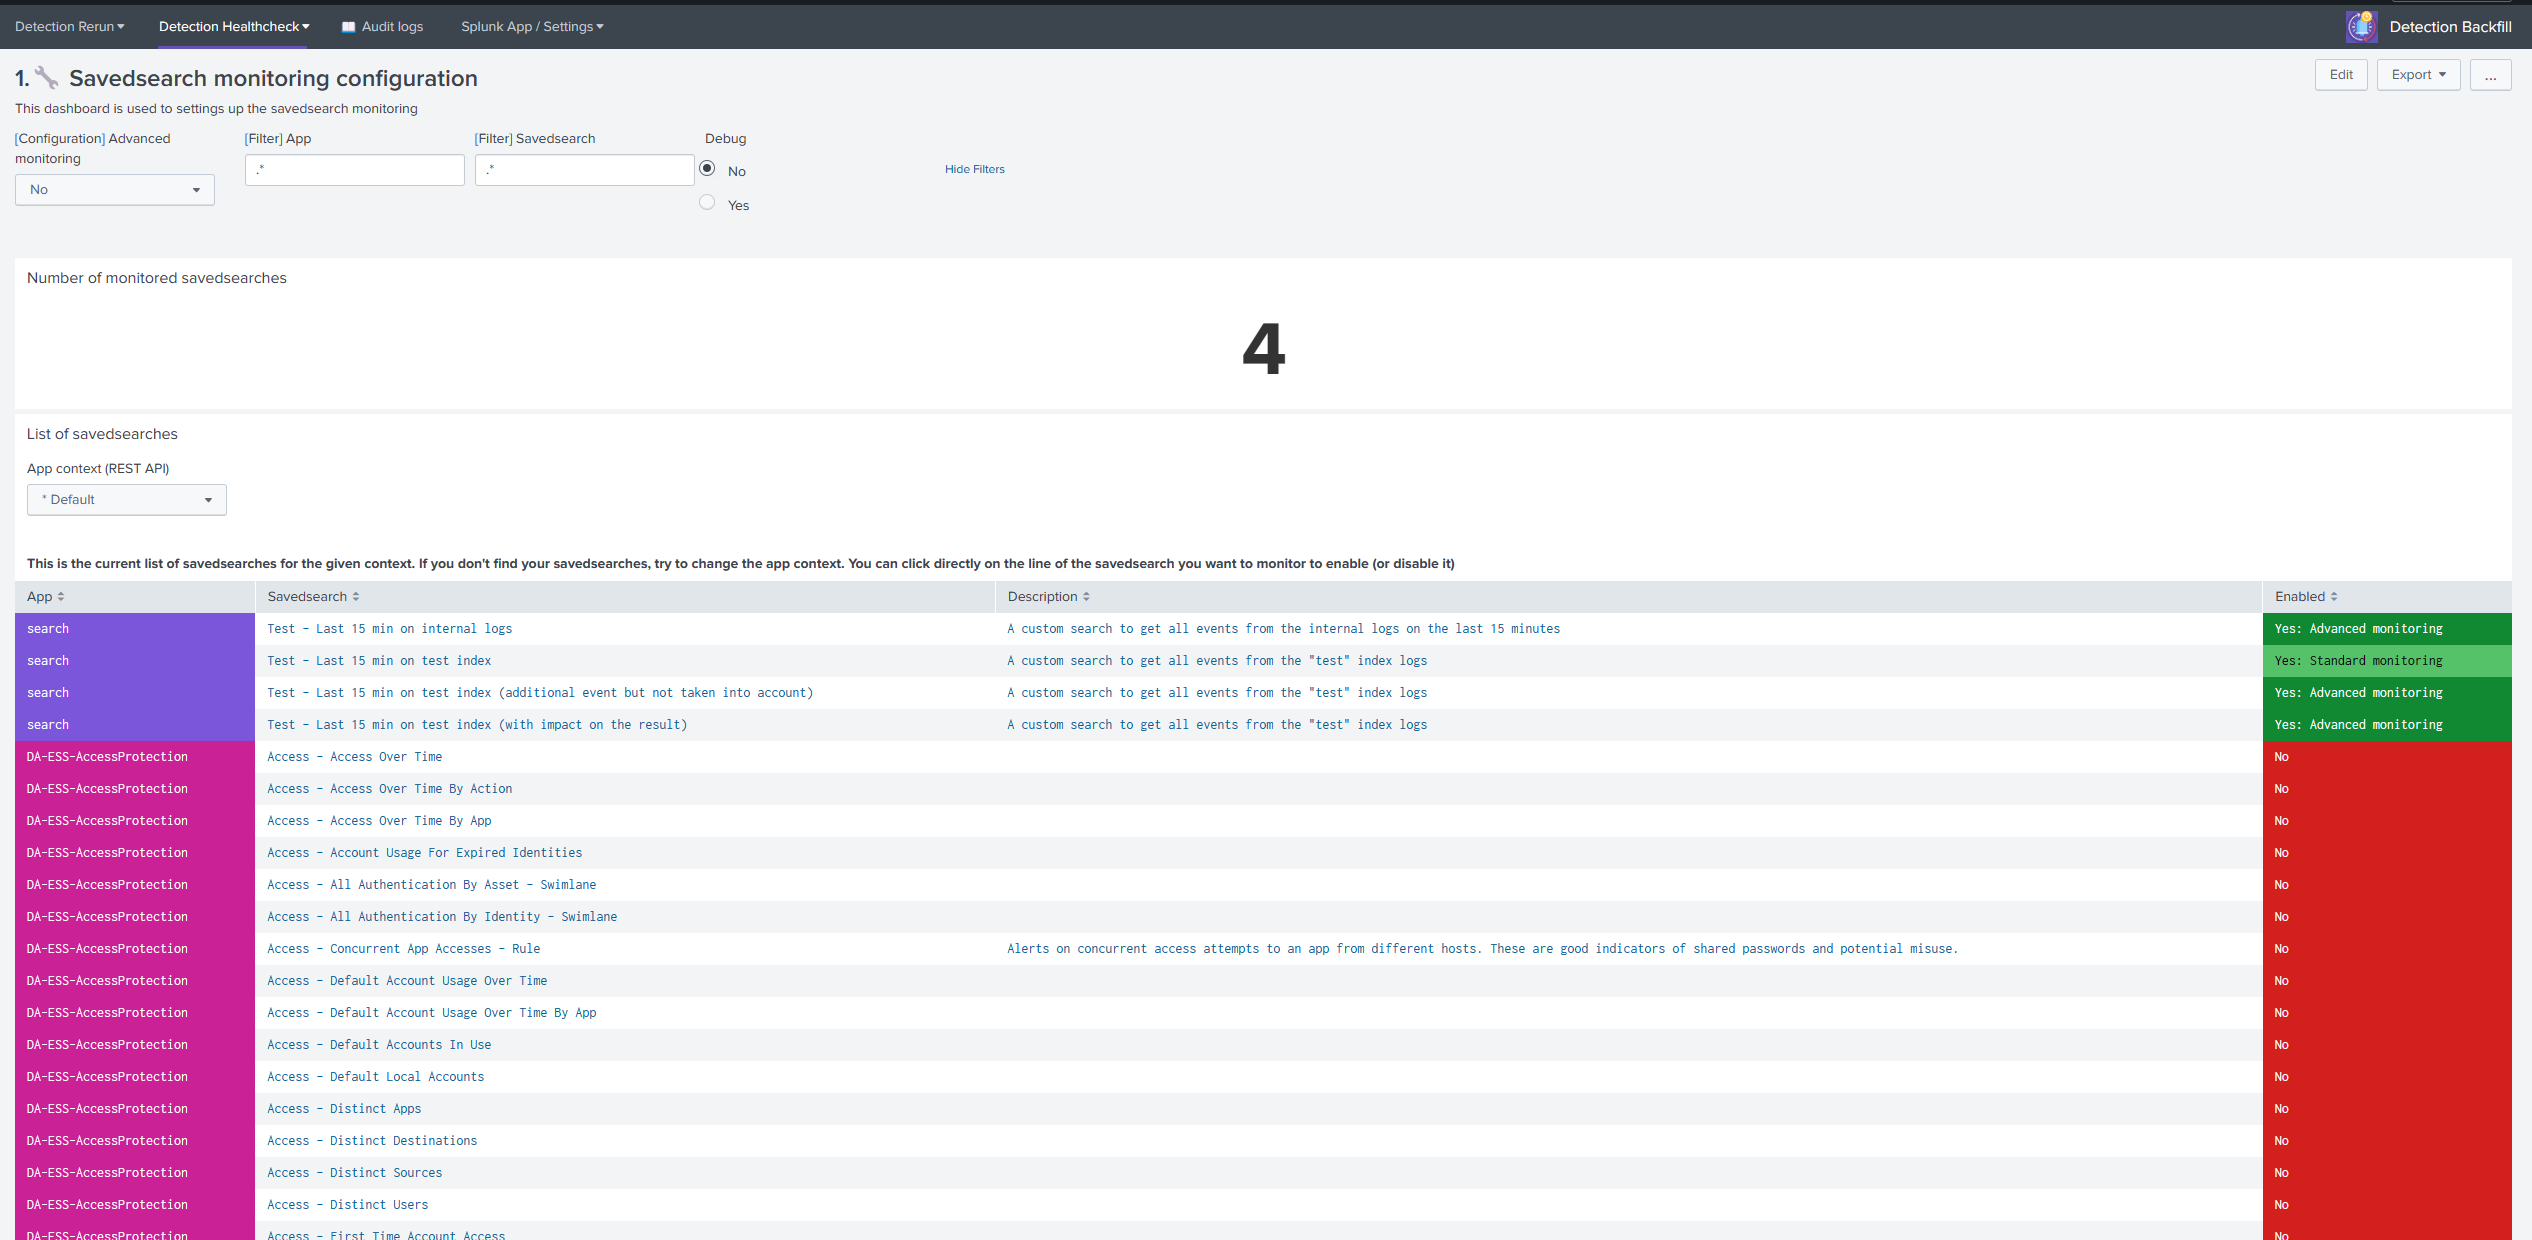 Detection Rerun Detection Healthcheck Audit logs Splunk App / Settings Detection Backfill
1. Savedsearch monitoring configuration Edit Export ...
This dashboard is used to settings up the savedsearch monitoring
[Configuration] Advanced monitoring
No
[Filter] App
.*
[Filter] Savedsearch
.*
Debug
No
Yes
Hide Filters
Number of monitored savedsearches
4
List of savedsearches
App context (REST API)
* Default
This is the current list of savedsearches for the given context. If you don't find your savedsearches, try to change the app context. You can click directly on the line of the savedsearch you want to monitor to enable (or disable it)
App Savedsearch Description Enabled
search Test - Last 15 min on internal logs A custom search to get all events from the internal logs on the last 15 minutes Yes: Advanced monitoring
search Test - Last 15 min on test index A custom search to get all events from the "test" index logs Yes: Standard monitoring
search Test - Last 15 min on test index (additional event but not taken into account) A custom search to get all events from the "test" index logs Yes: Advanced monitoring
search Test - Last 15 min on test index (with impact on the result) A custom search to get all events from the "test" index logs Yes: Advanced monitoring
DA-ESS-AccessProtection Access - Access Over Time No
DA-ESS-AccessProtection Access - Access Over Time By Action No
DA-ESS-AccessProtection Access - Access Over Time By App No
DA-ESS-AccessProtection Access - Account Usage For Expired Identities No
DA-ESS-AccessProtection Access - All Authentication By Asset - Swimlane No
DA-ESS-AccessProtection Access - All Authentication By Identity - Swimlane No
DA-ESS-AccessProtection Access - Concurrent App Accesses - Rule Alerts on concurrent access attempts to an app from different hosts. These are good indicators of shared passwords and potential misuse. No
DA-ESS-AccessProtection Access - Default Account Usage Over Time No
DA-ESS-AccessProtection Access - Default Account Usage Over Time By App No
DA-ESS-AccessProtection Access - Default Accounts In Use No
DA-ESS-AccessProtection Access - Default Local Accounts No
DA-ESS-AccessProtection Access - Distinct Apps No
DA-ESS-AccessProtection Access - Distinct Destinations No
DA-ESS-AccessProtection Access - Distinct Sources No
DA-ESS-AccessProtection Access - Distinct Users No
DA-ESS-AccessProtection Access - First Time Account Access No